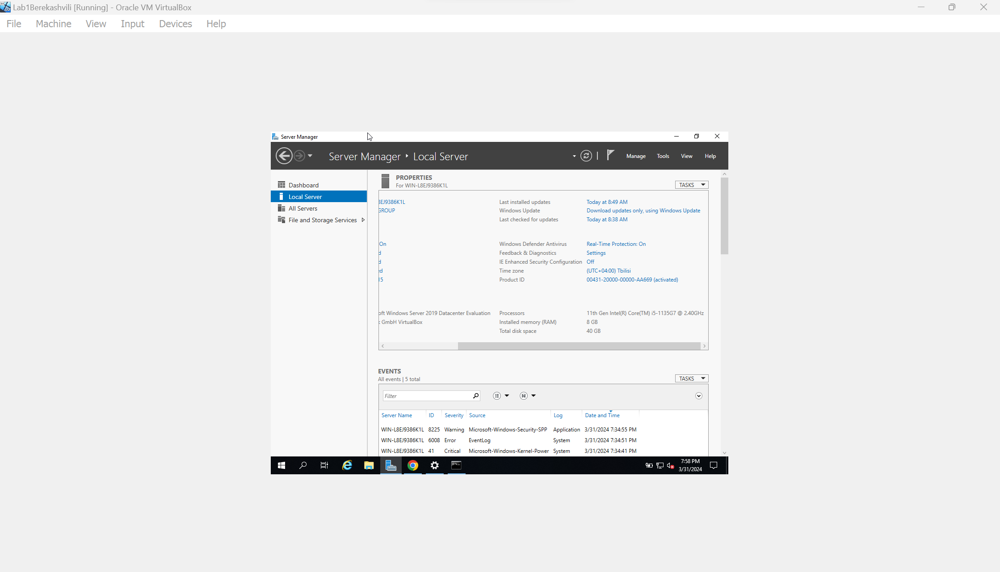 Lab1Berekashvili [Running] - Oracle VM VirtualBox
File Machine View Input Devices Help
Server Manager
Server Manager Local Server
Manage Tools View Help
Dashboard
Local Server
All Servers
File and Storage Services
PROPERTIES
For WIN-L8EJ9386K1L
TASKS
EJ9386K1L Last installed updates Today at 8:49 AM
GROUP Windows Update Download updates only, using Windows Update
Last checked for updates Today at 8:38 AM
On Windows Defender Antivirus Real-Time Protection: On
d Feedback & Diagnostics Settings
d IE Enhanced Security Configuration Off
ed Time zone (UTC+04:00) Tbilisi
15 Product ID 00431-20000-00000-AA669 (activated)
oft Windows Server 2019 Datacenter Evaluation Processors 11th Gen Intel(R) Core(TM) i5-1135G7 @ 2.40GHz
GmbH VirtualBox Installed memory (RAM) 8 GB
Total disk space 40 GB
EVENTS
All events | 5 total
TASKS
Filter
Server Name ID Severity Source Log Date and Time
WIN-L8EJ9386K1L 8225 Warning Microsoft-Windows-Security-SPP Application 3/31/2024 7:34:55 PM
WIN-L8EJ9386K1L 6008 Error EventLog System 3/31/2024 7:34:51 PM
WIN-L8EJ9386K1L 41 Critical Microsoft-Windows-Kernel-Power System 3/31/2024 7:34:41 PM
7:58 PM
3/31/2024